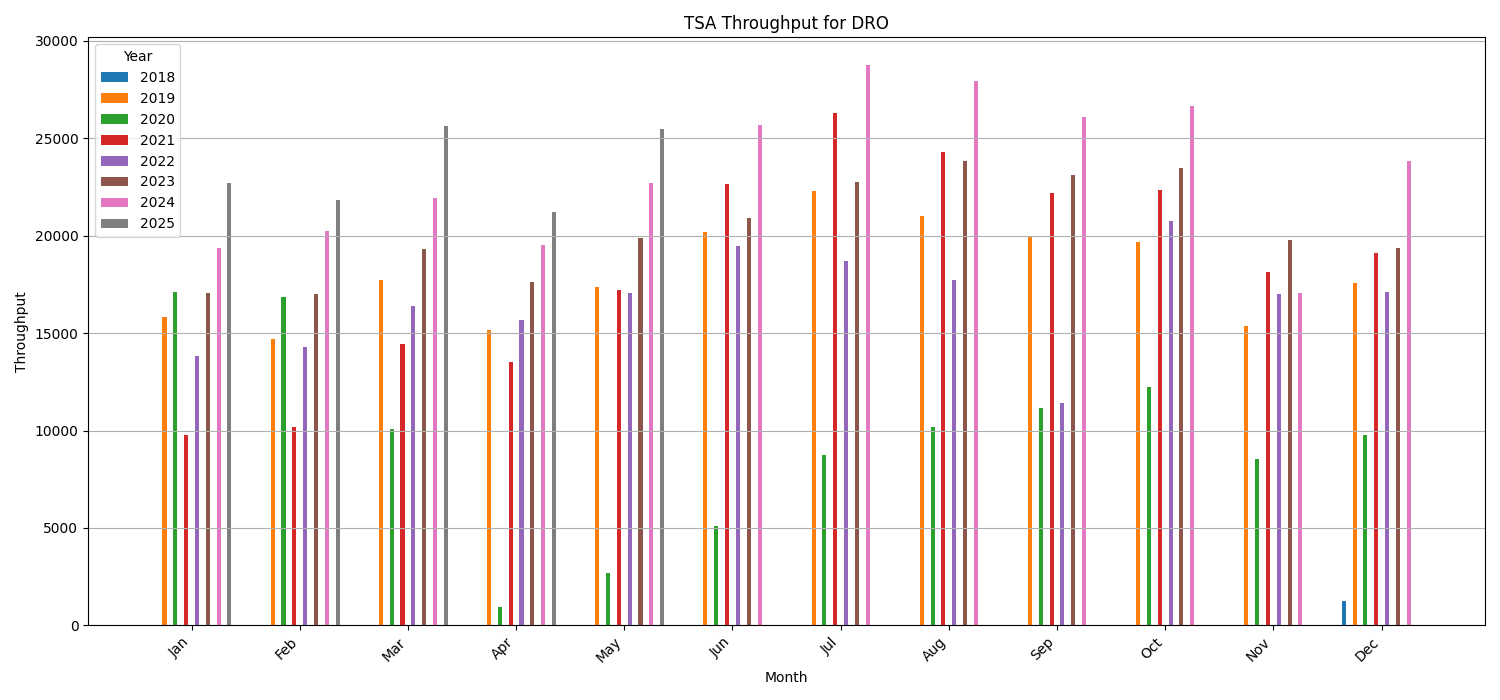 TSA Throughput for DRO
30000
25000
20000
15000
10000
5000
0
Throughput
Year
2018
2019
2020
2021
2022
2023
2024
2025
Jan
Feb
Mar
Apr
May
Jun
Jul
Aug
Sep
Oct
Nov
Dec
Month